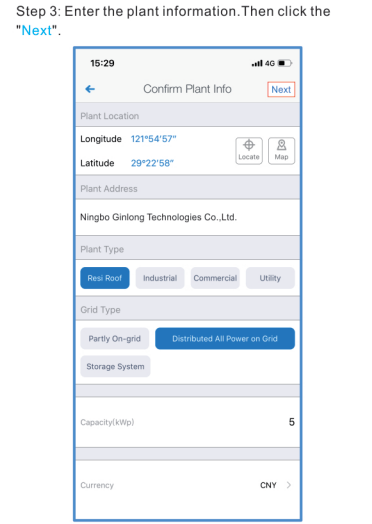 Step 3: Enter the plant information.Then click the
"Next".
15:29
4G
Confirm Plant Info
Next
Plant Location
Longitude 121°54'57"
Latitude 29°22'58"
Locate
Map
Plant Address
Ningbo Ginlong Technologies Co.,Ltd.
Plant Type
Resi Roof Industrial Commercial Utility
Grid Type
Partly On-grid Distributed All Power on Grid
Storage System
Capacity(kWp) 5
Currency CNY